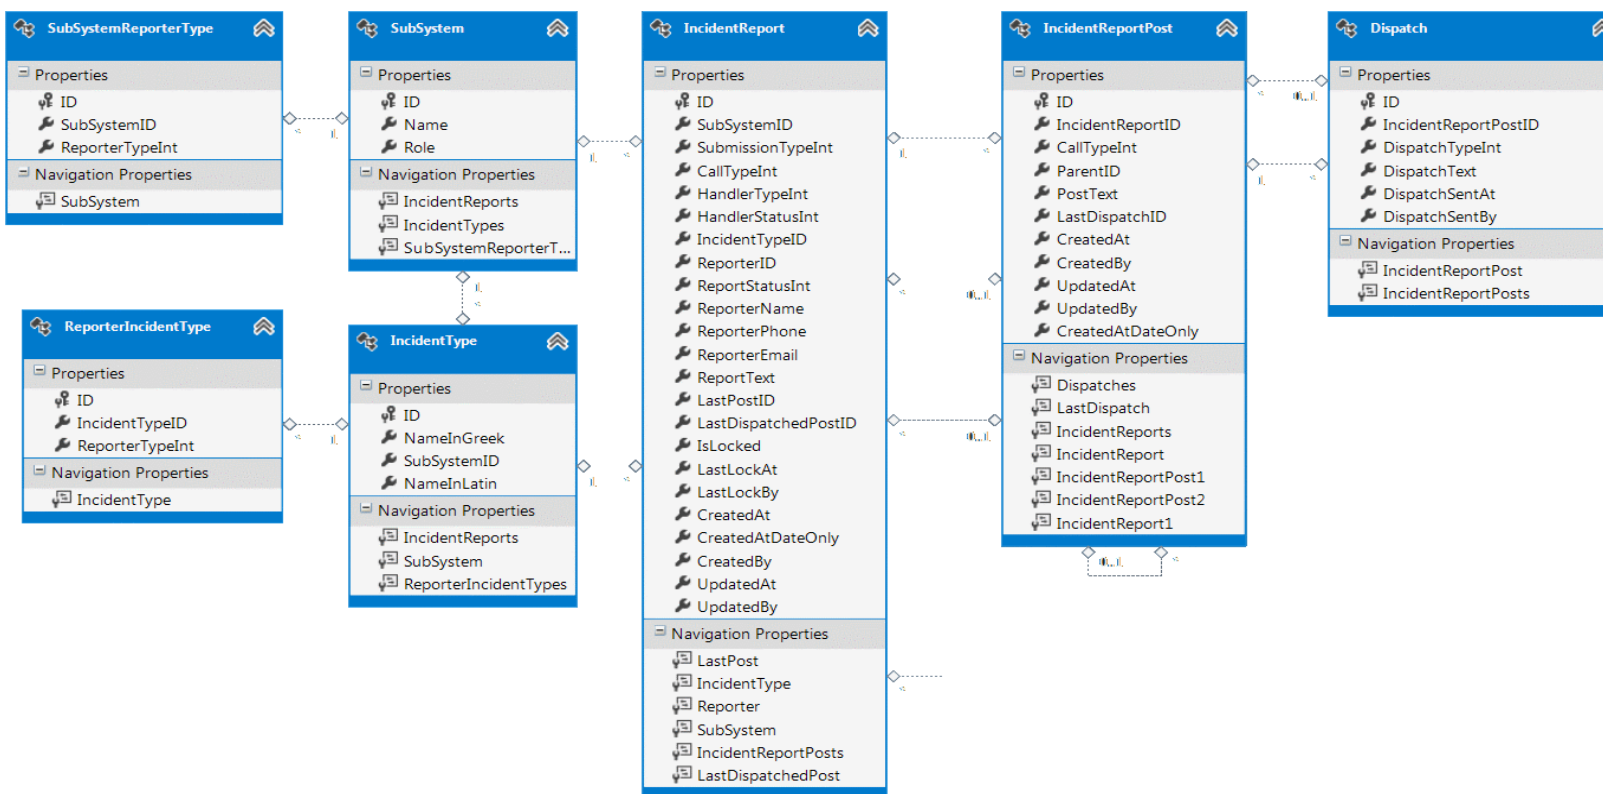 SubSystemReporterType
Properties
ID
SubSystemID
ReporterTypeInt
Navigation Properties
SubSystem
SubSystem
Properties
ID
Name
Role
Navigation Properties
IncidentReports
IncidentTypes
SubSystemReporterT...
ReporterIncidentType
Properties
ID
IncidentTypeID
ReporterTypeInt
Navigation Properties
IncidentType
IncidentType
Properties
ID
NameInGreek
SubSystemID
NameInLatin
Navigation Properties
IncidentReports
SubSystem
ReporterIncidentTypes
IncidentReport
Properties
ID
SubSystemID
SubmissionTypeInt
CallTypeInt
HandlerTypeInt
HandlerStatusInt
IncidentTypeID
ReporterID
ReportStatusInt
ReporterName
ReporterPhone
ReporterEmail
ReportText
LastPostID
LastDispatchedPostID
IsLocked
LastLockAt
LastLockBy
CreatedAt
CreatedAtDateOnly
CreatedBy
UpdatedAt
UpdatedBy
Navigation Properties
LastPost
IncidentType
Reporter
SubSystem
IncidentReportPosts
LastDispatchedPost
IncidentReportPost
Properties
ID
IncidentReportID
CallTypeInt
ParentID
PostText
LastDispatchID
CreatedAt
CreatedBy
UpdatedAt
UpdatedBy
CreatedAtDateOnly
Navigation Properties
Dispatches
LastDispatch
IncidentReports
IncidentReport
IncidentReportPost1
IncidentReportPost2
IncidentReport1
Dispatch
Properties
ID
IncidentReportPostID
DispatchTypeInt
DispatchText
DispatchSentAt
DispatchSentBy
Navigation Properties
IncidentReportPost
IncidentReportPosts